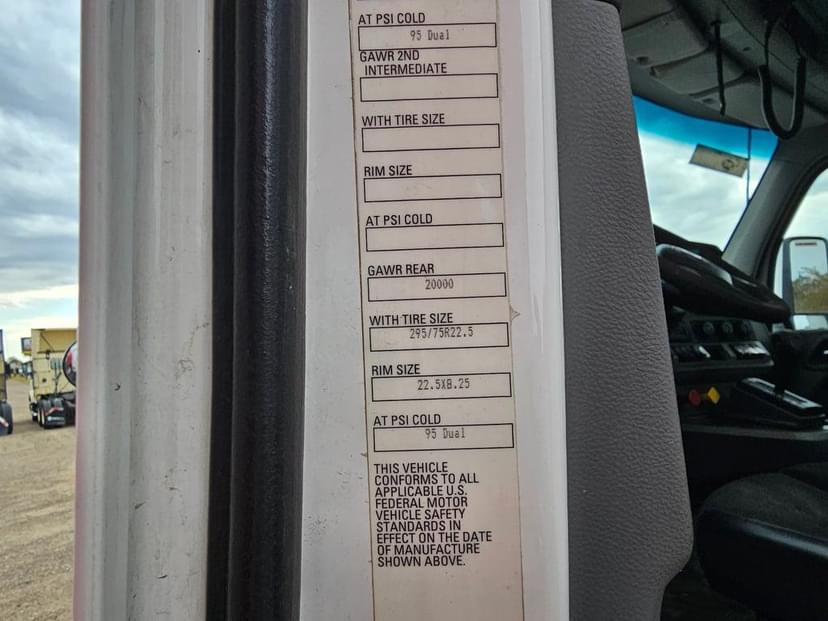 AT PSI COLD
95 Dual
GAWR 2ND
INTERMEDIATE
WITH TIRE SIZE
RIM SIZE
AT PSI COLD
GAWR REAR
20000
WITH TIRE SIZE
295/75R22.5
RIM SIZE
22.5X8.25
AT PSI COLD
95 Dual
THIS VEHICLE
CONFORMS TO ALL
APPLICABLE U.S.
FEDERAL MOTOR
VEHICLE SAFETY
STANDARDS IN
EFFECT ON THE DATE
OF MANUFACTURE
SHOWN ABOVE.